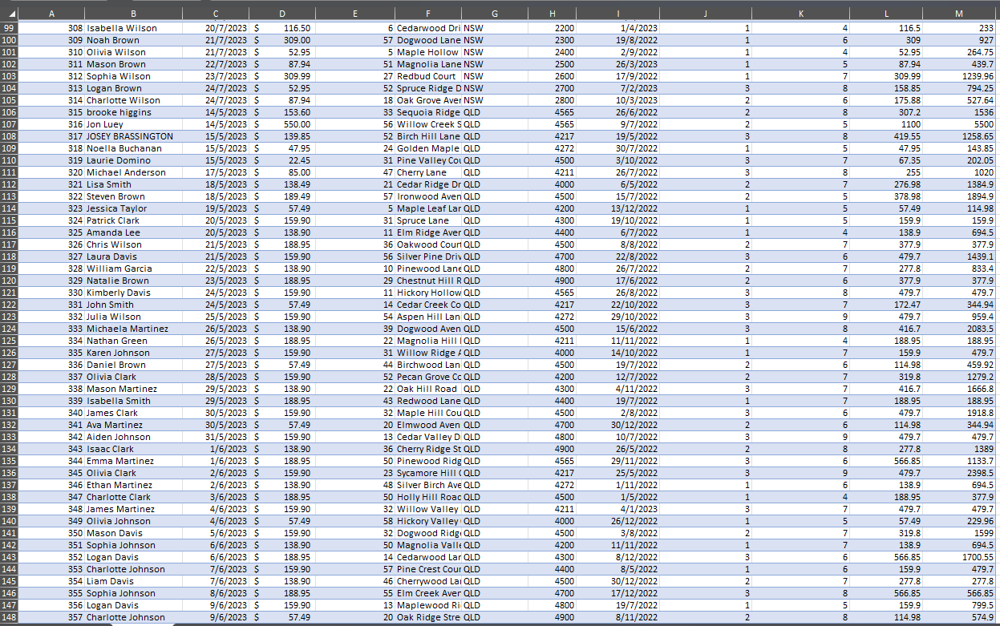 A B C D E F G H I J K L M
99 308 Isabella Wilson 20/7/2023 $ 116.50 6 Cedarwood Dri NSW 2200 1/4/2023 1 4 116.5 233
100 309 Noah Brown 21/7/2023 $ 309.00 57 Dogwood Lane NSW 2300 19/8/2022 1 6 309 927
101 310 Olivia Wilson 21/7/2023 $ 52.95 5 Maple Hollow NSW 2400 2/9/2022 1 4 52.95 264.75
102 311 Mason Brown 22/7/2023 $ 87.94 51 Magnolia Lane NSW 2500 26/3/2023 1 5 87.94 439.7
103 312 Sophia Wilson 23/7/2023 $ 309.99 27 Redbud Court NSW 2600 17/9/2022 1 7 309.99 1239.96
104 313 Logan Brown 24/7/2023 $ 52.95 52 Spruce Ridge D NSW 2700 7/2/2023 3 8 158.85 794.25
105 314 Charlotte Wilson 24/7/2023 $ 87.94 18 Oak Grove Aver NSW 2800 10/3/2023 2 6 175.88 527.64
106 315 brooke higgins 14/5/2023 $ 153.60 33 Sequoia Ridge QLD 4565 26/6/2022 2 8 307.2 1536
107 316 Jon Luey 14/5/2023 $ 550.00 56 Willow Creek S QLD 4565 9/7/2022 2 5 1100 5500
108 317 JOSEY BRASSINGTON 15/5/2023 $ 139.85 52 Birch Hill Lane QLD 4217 19/5/2022 3 8 419.55 1258.65
109 318 Noella Buchanan 15/5/2023 $ 47.95 24 Golden Maple QLD 4272 30/7/2022 1 5 47.95 143.85
110 319 Laurie Domino 15/5/2023 $ 22.45 31 Pine Valley Cou QLD 4500 3/10/2022 3 7 67.35 202.05
111 320 Michael Anderson 17/5/2023 $ 85.00 47 Cherry Lane QLD 4211 26/7/2022 3 8 255 1020
112 321 Lisa Smith 18/5/2023 $ 138.49 21 Cedar Ridge Dr QLD 4000 6/5/2022 2 7 276.98 1384.9
113 322 Steven Brown 18/5/2023 $ 189.49 57 Ironwood Aven QLD 4500 15/7/2022 2 5 378.98 1894.9
114 323 Jessica Taylor 19/5/2023 $ 57.49 5 Maple Leaf Lar QLD 4200 13/12/2022 1 5 57.49 114.98
115 324 Patrick Clark 20/5/2023 $ 159.90 31 Spruce Lane QLD 4300 19/10/2022 1 5 159.9 159.9
116 325 Amanda Lee 20/5/2023 $ 138.90 11 Elm Ridge Aver QLD 4400 6/7/2022 1 4 138.9 694.5
117 326 Chris Wilson 21/5/2023 $ 188.95 36 Oakwood Court QLD 4500 8/8/2022 2 7 377.9 377.9
118 327 Laura Davis 21/5/2023 $ 159.90 56 Silver Pine Driv QLD 4700 22/8/2022 3 6 479.7 1439.1
119 328 William Garcia 22/5/2023 $ 138.90 10 Pinewood Lane QLD 4800 26/7/2022 2 7 277.8 833.4
120 329 Natalie Brown 23/5/2023 $ 188.95 29 Chestnut Hill R QLD 4900 17/6/2022 2 6 377.9 377.9
121 330 Kimberly Davis 24/5/2023 $ 159.90 11 Hickory Hollow QLD 4565 26/8/2022 3 8 479.7 479.7
122 331 John Smith 24/5/2023 $ 57.49 14 Cedar Creek Co QLD 4217 22/10/2022 3 7 172.47 344.94
123 332 Julia Wilson 25/5/2023 $ 159.90 54 Aspen Hill Lan QLD 4272 29/10/2022 3 9 479.7 959.4
124 333 Michaela Martinez 26/5/2023 $ 138.90 39 Dogwood Aven QLD 4500 15/6/2022 3 8 416.7 2083.5
125 334 Nathan Green 26/5/2023 $ 188.95 22 Magnolia Hill QLD 4211 11/11/2022 1 4 188.95 188.95
126 335 Karen Johnson 27/5/2023 $ 159.90 31 Willow Ridge A QLD 4000 14/10/2022 1 7 159.9 479.7
127 336 Daniel Brown 27/5/2023 $ 57.49 44 Birchwood Lan QLD 4500 19/7/2022 2 6 114.98 459.92
128 337 Olivia Clark 28/5/2023 $ 159.90 52 Pecan Grove Cc QLD 4200 12/7/2022 2 7 319.8 1279.2
129 338 Mason Martinez 29/5/2023 $ 138.90 22 Oak Hill Road QLD 4300 4/11/2022 3 7 416.7 1666.8
130 339 Isabella Smith 29/5/2023 $ 188.95 43 Redwood Lane QLD 4400 19/7/2022 1 7 188.95 188.95
131 340 James Clark 30/5/2023 $ 159.90 32 Maple Hill Cou QLD 4500 2/8/2022 3 6 479.7 1918.8
132 341 Ava Martinez 30/5/2023 $ 57.49 20 Elmwood Aven QLD 4700 30/12/2022 2 6 114.98 344.94
133 342 Aiden Johnson 31/5/2023 $ 159.90 13 Cedar Valley D QLD 4800 10/7/2022 3 9 479.7 479.7
134 343 Isaac Clark 1/6/2023 $ 138.90 36 Cherry Ridge St QLD 4900 26/5/2022 2 8 277.8 1389
135 344 Emma Martinez 1/6/2023 $ 188.95 50 Pinewood Ridg QLD 4565 29/11/2022 3 6 566.85 1133.7
136 345 Olivia Clark 2/6/2023 $ 159.90 23 Sycamore Hill C QLD 4217 25/5/2022 3 9 479.7 2398.5
137 346 Ethan Martinez 2/6/2023 $ 138.90 48 Silver Birch Ave QLD 4272 1/11/2022 1 6 138.9 694.5
138 347 Charlotte Clark 3/6/2023 $ 188.95 50 Holly Hill Road QLD 4500 1/5/2022 1 4 188.95 377.9
139 348 James Martinez 4/6/2023 $ 159.90 32 Willow Valley QLD 4211 4/1/2023 3 7 479.7 479.7
140 349 Olivia Johnson 4/6/2023 $ 57.49 58 Hickory Valley QLD 4000 26/12/2022 1 5 57.49 229.96
141 350 Mason Davis 5/6/2023 $ 159.90 32 Dogwood Ridg QLD 4500 3/8/2022 2 7 319.8 1599
142 351 Sophia Johnson 6/6/2023 $ 138.90 50 Magnolia Valle QLD 4200 11/11/2022 1 7 138.9 694.5
143 352 Logan Davis 6/6/2023 $ 188.95 14 Cedarwood Lar QLD 4300 8/12/2022 3 6 566.85 1700.55
144 353 Charlotte Johnson 7/6/2023 $ 159.90 57 Pine Crest Cour QLD 4400 8/5/2022 1 6 159.9 479.7
145 354 Liam Davis 7/6/2023 $ 138.90 46 Cherrywood La QLD 4500 30/12/2022 2 7 277.8 277.8
146 355 Sophia Johnson 8/6/2023 $ 188.95 55 Elm Creek Aver QLD 4700 17/12/2022 3 8 566.85 566.85
147 356 Logan Davis 9/6/2023 $ 159.90 13 Maplewood Ri QLD 4800 19/7/2022 1 5 159.9 799.5
148 357 Charlotte Johnson 9/6/2023 $ 57.49 20 Oak Ridge Stre QLD 4900 8/11/2022 2 8 114.98 574.9